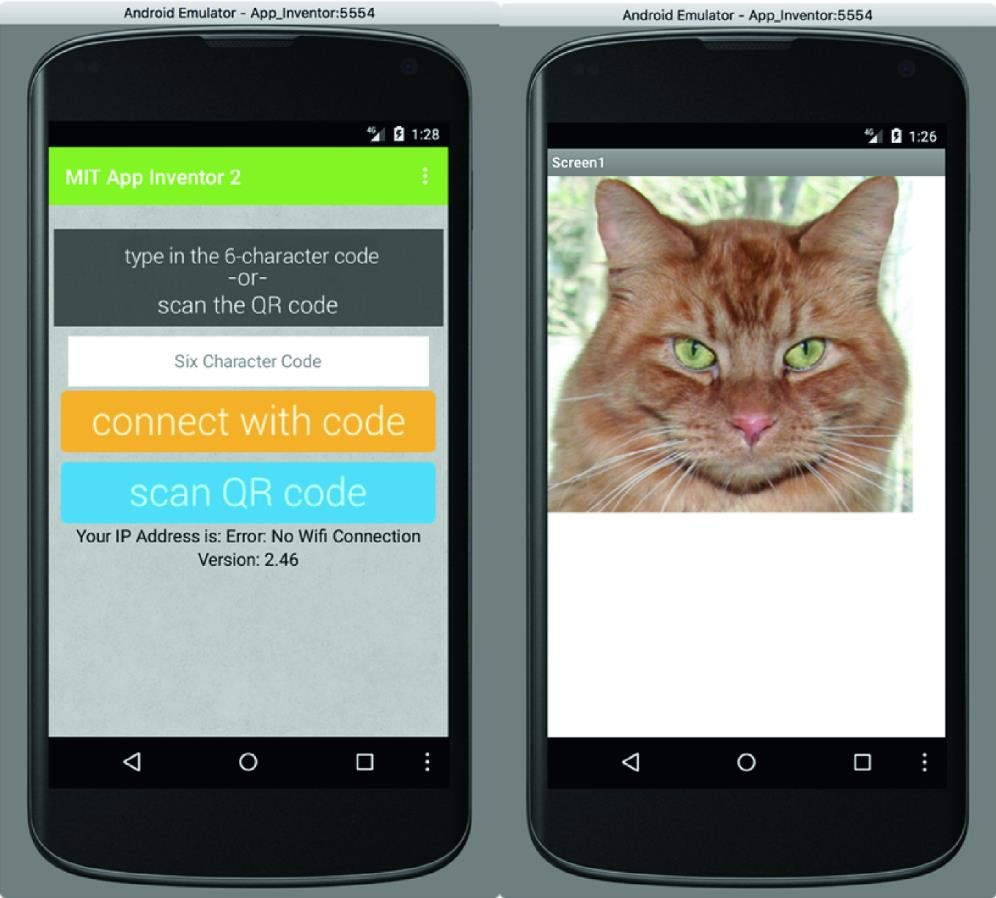 Android Emulator - App_Inventor:5554
4G 1:28
MIT App Inventor 2
type in the 6-character code
-or-
scan the QR code
Six Character Code
connect with code
scan QR code
Your IP Address is: Error: No Wifi Connection
Version: 2.46
Android Emulator - App_Inventor:5554
4G 1:26
Screen1